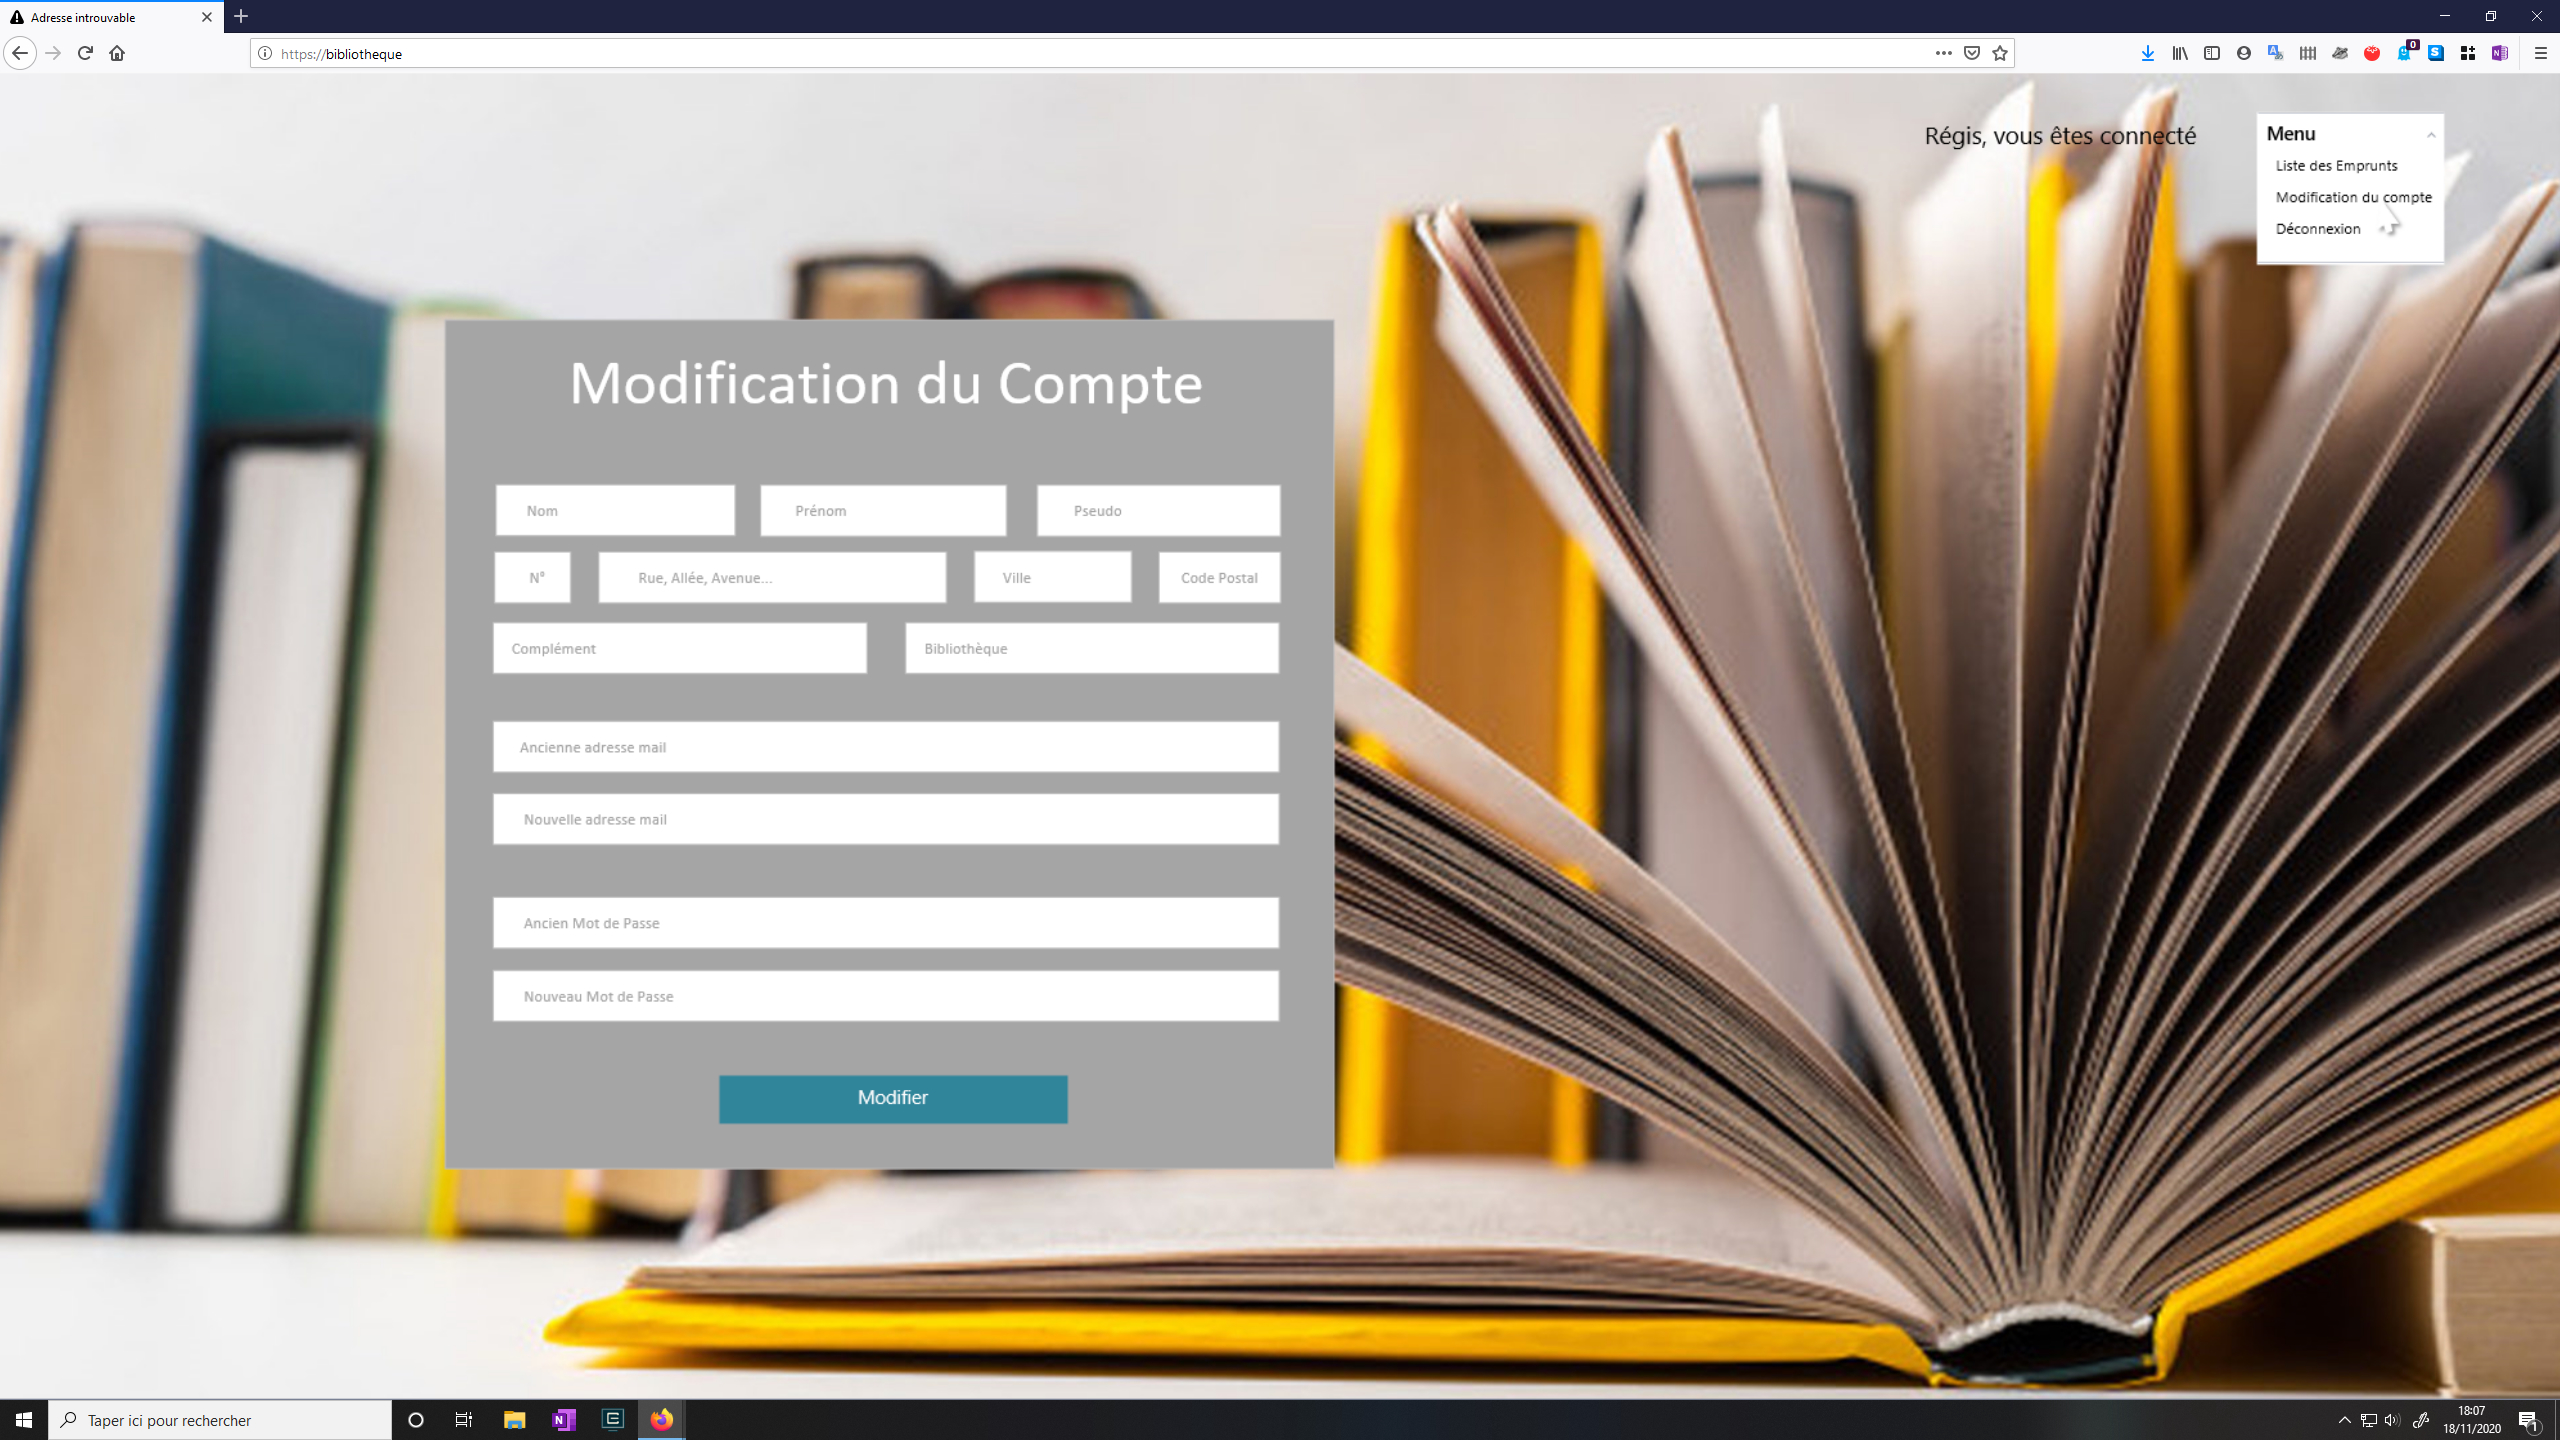 Adresse introuvable
https://bibliotheque
0
Régis, vous êtes connecté
Menu
Liste des Emprunts
Modification du compte
Déconnexion
Modification du Compte
Nom Prénom Pseudo
N° Rue, Allée, Avenue... Ville Code Postal
Complément Bibliothèque
Ancienne adresse mail
Nouvelle adresse mail
Ancien Mot de Passe
Nouveau Mot de Passe
Modifier
Taper ici pour rechercher
18:07
18/11/2020
1